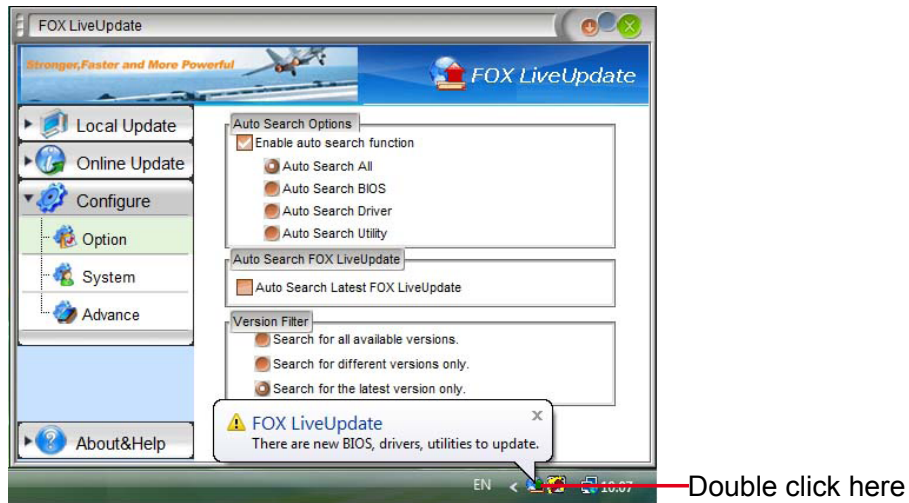 FOX LiveUpdate
Stronger,Faster and More Powerful
FOX LiveUpdate
Local Update
Online Update
Configure
Option
System
Advance
About&Help
Auto Search Options
Enable auto search function
Auto Search All
Auto Search BIOS
Auto Search Driver
Auto Search Utility
Auto Search FOX LiveUpdate
Auto Search Latest FOX LiveUpdate
Version Filter
Search for all available versions.
Search for different versions only.
Search for the latest version only.
FOX LiveUpdate
There are new BIOS, drivers, utilities to update.
EN < 10:07
Double click here